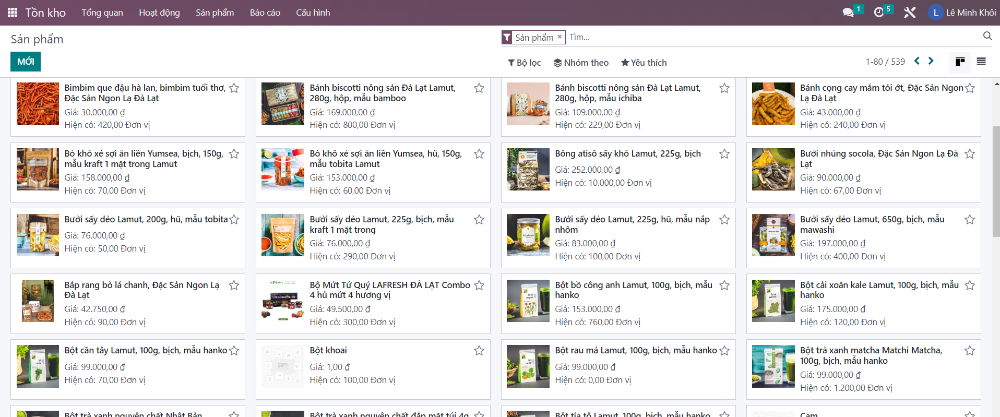 Tồn kho Tổng quan Hoạt động Sản phẩm Báo cáo Cấu hình 1 5 L Lê Minh Khôi
Sản phẩm
Sản phẩm × Tìm...
MỚI
Bộ lọc Nhóm theo Yêu thích 1-80 / 539
Bimbim que đậu hà lan, bimbim tuổi thơ,
Đặc Sản Ngon Lạ Đà Lạt
Giá: 30.000,00 ₫
Hiện có: 420,00 Đơn vị
Bánh biscotti nông sản Đà Lạt Lamut,
280g, hộp, mẫu bamboo
Giá: 169.000,00 ₫
Hiện có: 800,00 Đơn vị
Bánh biscotti nông sản Đà Lạt Lamut,
280g, hộp, mẫu ichiba
Giá: 109.000,00 ₫
Hiện có: 229,00 Đơn vị
Bánh cọng cay mắm tỏi ớt, Đặc Sản Ngon
Lạ Đà Lạt
Giá: 43.000,00 ₫
Hiện có: 240,00 Đơn vị
Bò khô xé sợi ăn liền Yumsea, bịch, 150g,
mẫu kraft 1 mặt trong Lamut
Giá: 158.000,00 ₫
Hiện có: 70,00 Đơn vị
Bò khô xé sợi ăn liền Yumsea, hũ, 150g,
mẫu tobita Lamut
Giá: 153.000,00 ₫
Hiện có: 60,00 Đơn vị
Bông atisô sấy khô Lamut, 225g, bịch
Giá: 252.000,00 ₫
Hiện có: 10.000,00 Đơn vị
Bưởi nhúng socola, Đặc Sản Ngon Lạ Đà
Lạt
Giá: 90.000,00 ₫
Hiện có: 67,00 Đơn vị
Bưởi sấy dẻo Lamut, 200g, hũ, mẫu tobita
Giá: 76.000,00 ₫
Hiện có: 50,00 Đơn vị
Bưởi sấy dẻo Lamut, 225g, bịch, mẫu
kraft 1 mặt trong
Giá: 76.000,00 ₫
Hiện có: 290,00 Đơn vị
Bưởi sấy dẻo Lamut, 225g, hũ, mẫu nắp
nhôm
Giá: 83.000,00 ₫
Hiện có: 100,00 Đơn vị
Bưởi sấy dẻo Lamut, 650g, bịch, mẫu
mawashi
Giá: 197.000,00 ₫
Hiện có: 400,00 Đơn vị
Bắp rang bò lá chanh, Đặc Sản Ngon Lạ
Đà Lạt
Giá: 42.750,00 ₫
Hiện có: 90,00 Đơn vị
Bộ Mứt Tứ Quý LAFRESH ĐÀ LẠT Combo
4 hủ mứt 4 hương vị
Giá: 49.500,00 ₫
Hiện có: 300,00 Đơn vị
Bột bồ công anh Lamut, 100g, bịch, mẫu
hanko
Giá: 153.000,00 ₫
Hiện có: 760,00 Đơn vị
Bột cải xoăn kale Lamut, 100g, bịch, mẫu
hanko
Giá: 175.000,00 ₫
Hiện có: 120,00 Đơn vị
Bột cần tây Lamut, 100g, bịch, mẫu hanko
Giá: 99.000,00 ₫
Hiện có: 70,00 Đơn vị
Bột khoai
Giá: 1,00 ₫
Hiện có: 100,00 Đơn vị
Bột rau má Lamut, 100g, bịch, mẫu hanko
Giá: 99.000,00 ₫
Hiện có: 0,00 Đơn vị
Bột trà xanh matcha Matchi Matcha,
100g, bịch, mẫu hanko
Giá: 99.000,00 ₫
Hiện có: 1.200,00 Đơn vị
Bột trà xanh nguyên chất Nhật Bản
Bột trà xanh nguyên chất đắp mặt túi 4g
Bột tía tô Lamut, 100g, bịch, mẫu hanko
Cam